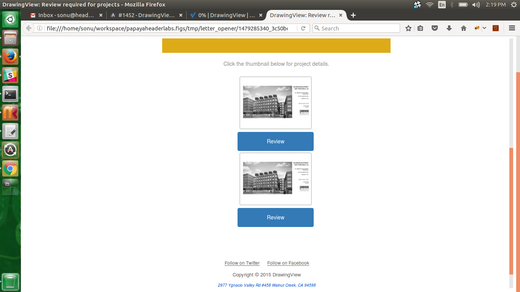 DrawingView: Review required for projects - Mozilla Firefox
En
2:19 PM
Inbox - sonu@head...
#1452 - DrawingVie...
0% | DrawingView | ...
DrawingView: Review r...
file:///home/sonu/workspace/papayaheaderlabs.figs/tmp/letter_opener/1479285340_3c50b
Search
Click the thumbnail below for project details.
Review
Review
Follow on Twitter Follow on Facebook
Copyright © 2015 DrawingView
2977 Ygnacio Valley Rd #459 Walnut Creek, CA 94598